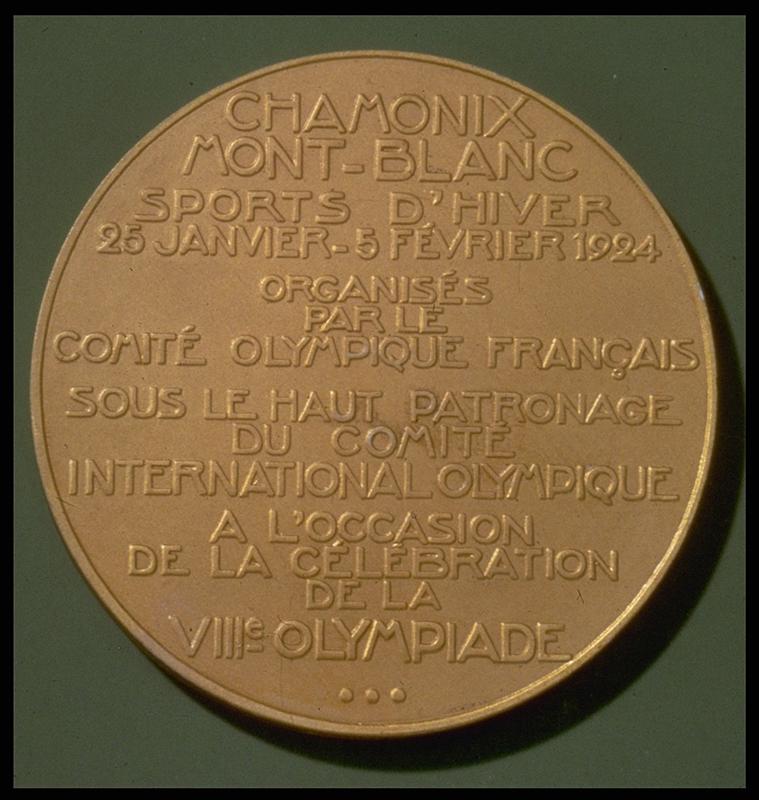 CHAMONIX
MONT-BLANC
SPORTS D'HIVER
25 JANVIER-5 FÉVRIER 1924
ORGANISÉS
PAR LE
COMITÉ OLYMPIQUE FRANÇAIS
SOUS LE HAUT PATRONAGE
DU COMITÉ
INTERNATIONAL OLYMPIQUE
A L'OCCASION
DE LA CÉLÉBRATION
DE LA
VIIIe OLYMPIADE